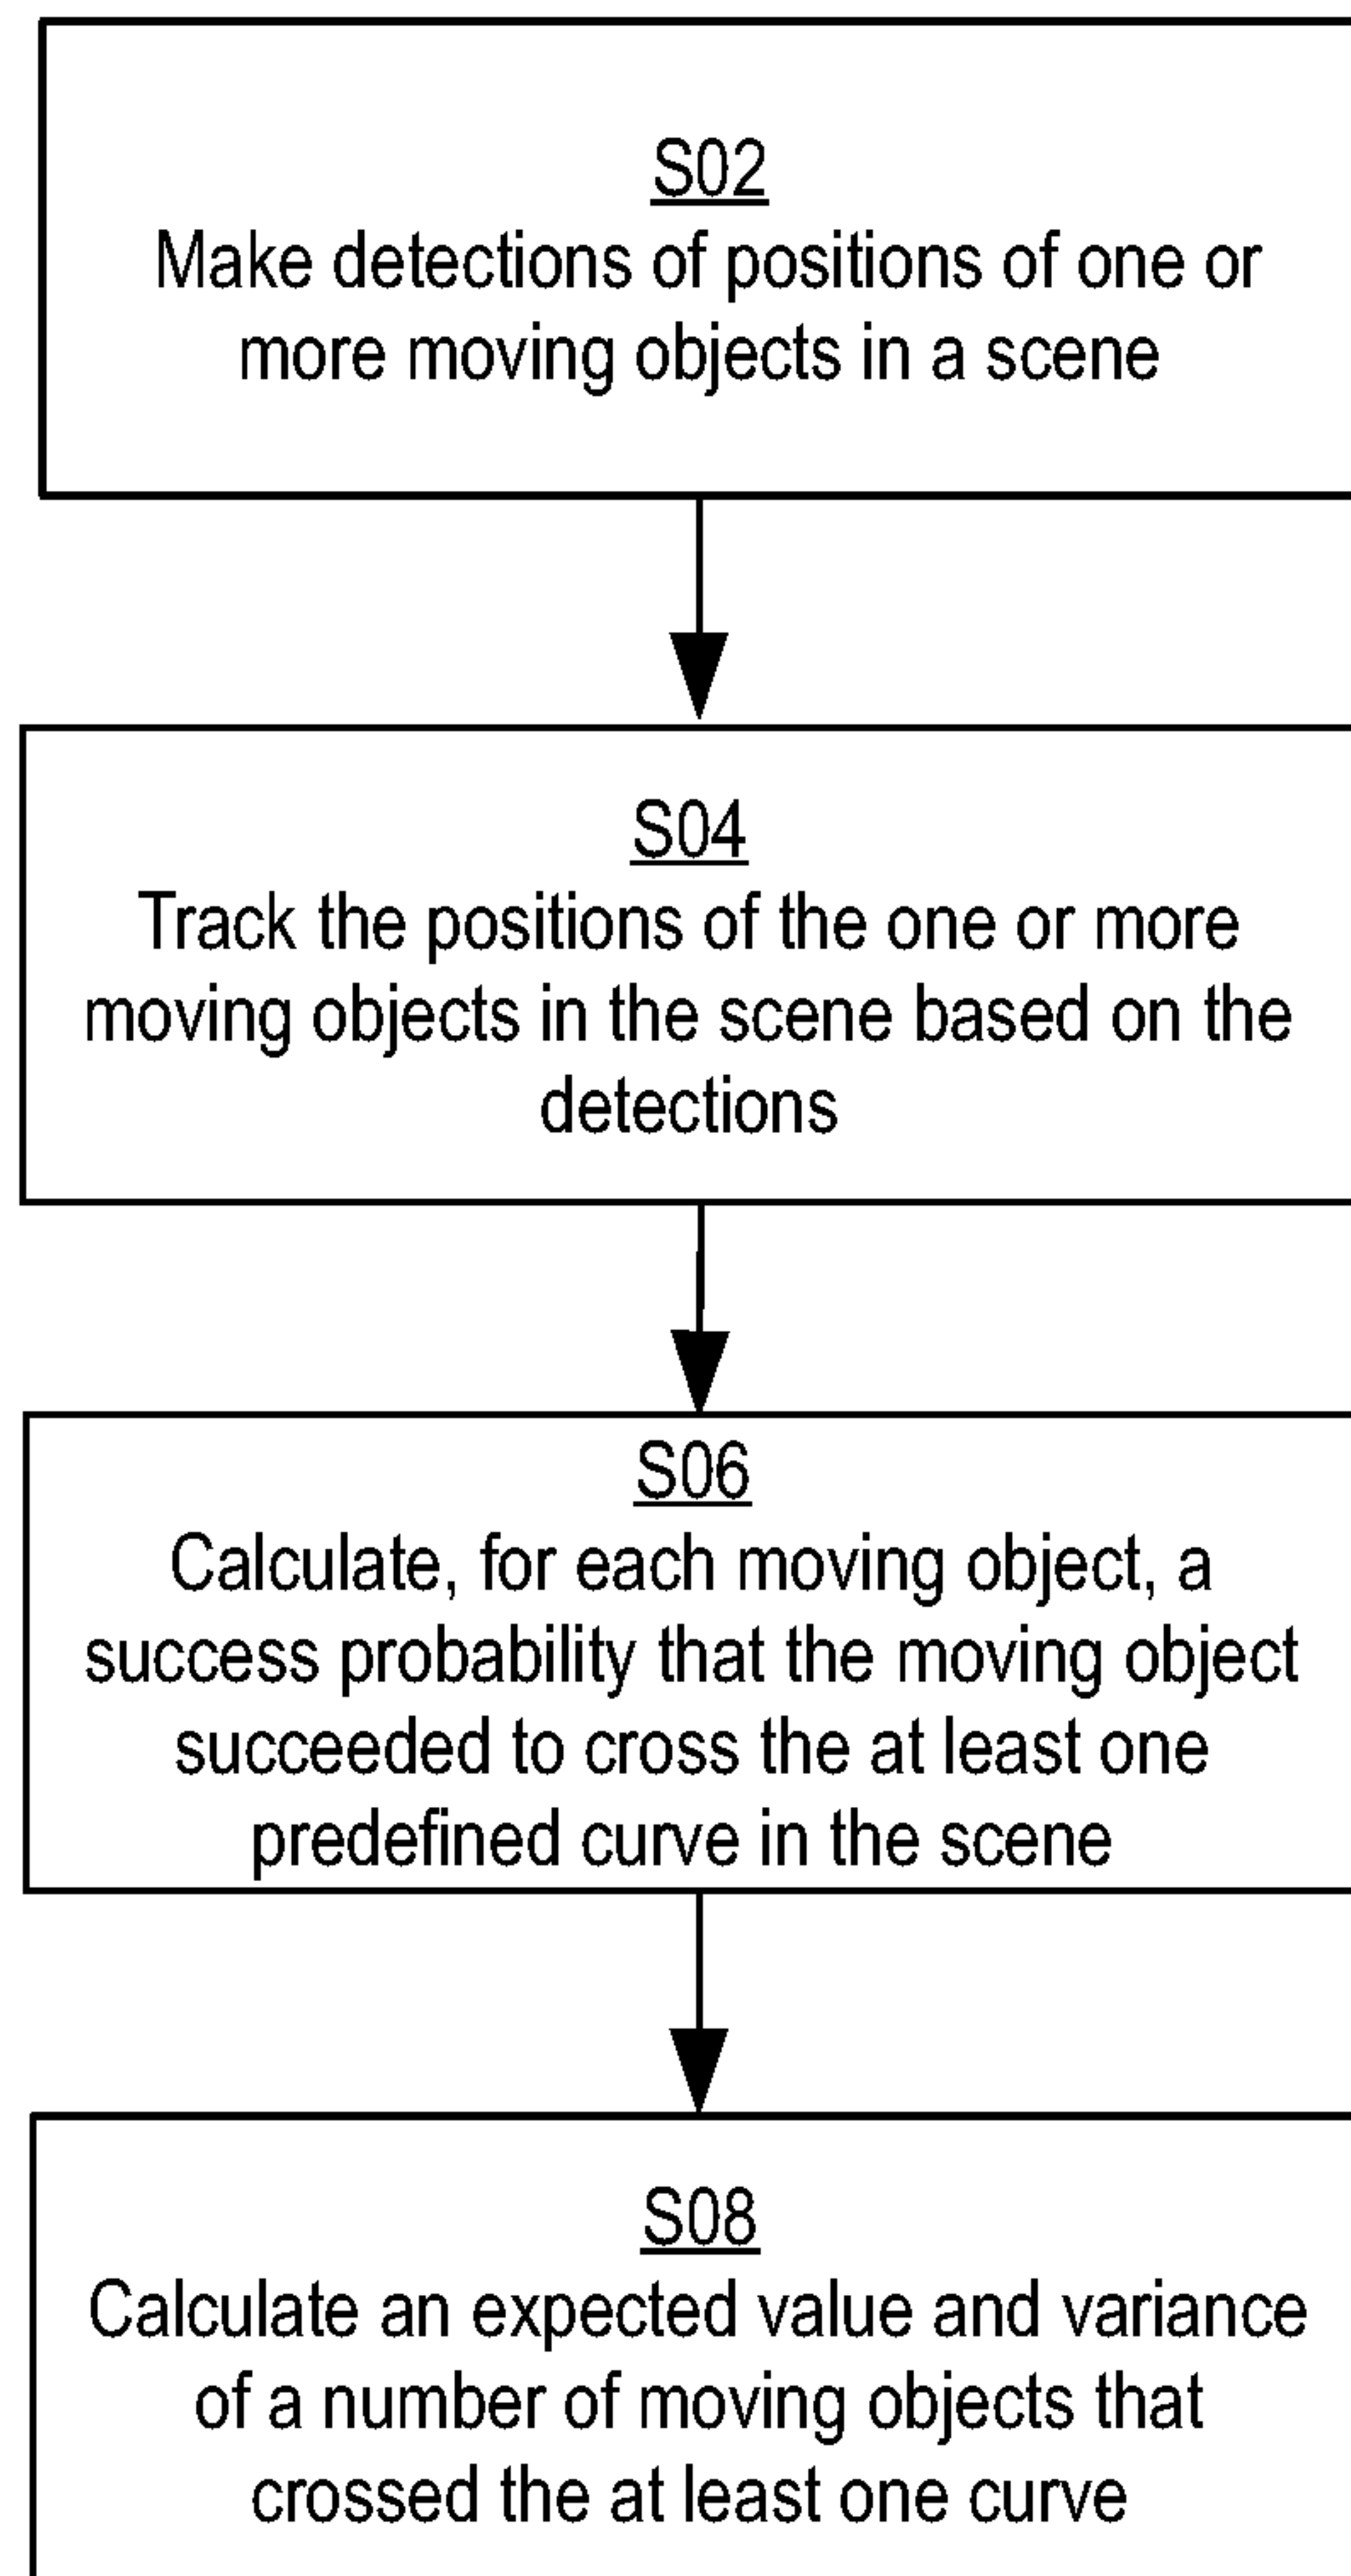 S02
Make detections of positions of one or
more moving objects in a scene
S04
Track the positions of the one or more
moving objects in the scene based on the
detections
S06
Calculate, for each moving object, a
success probability that the moving object
succeeded to cross the at least one
predefined curve in the scene
S08
Calculate an expected value and variance
of a number of moving objects that
crossed the at least one curve